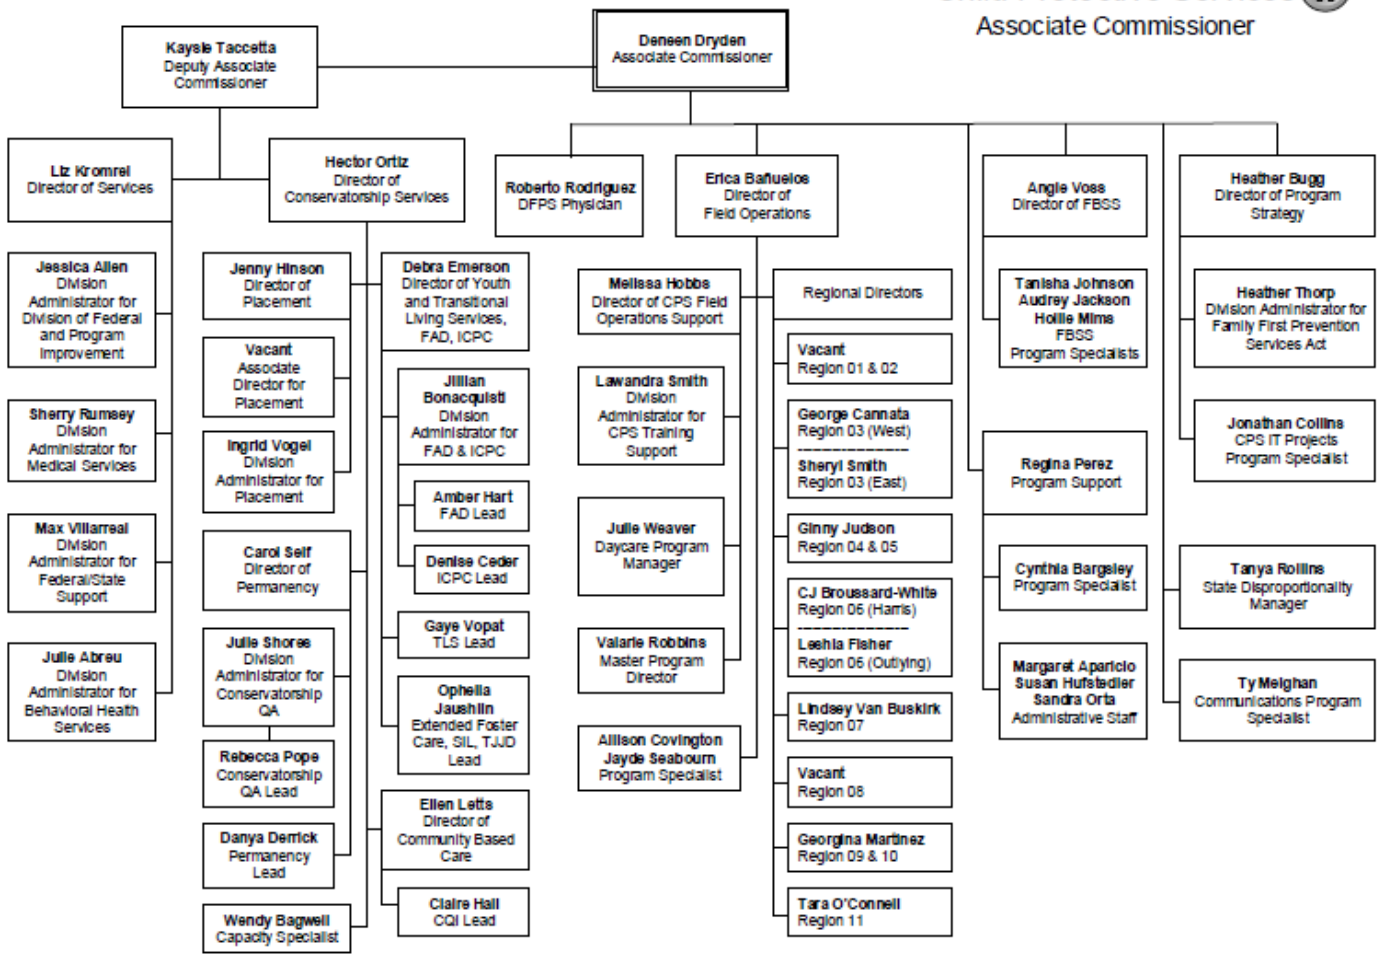 Associate Commissioner
Kaysie Taccetta
Deputy Associate
Commissioner
Deneen Dryden
Associate Commissioner
Liz Kromrei
Director of Services
Hector Ortiz
Director of
Conservatorship Services
Roberto Rodriguez
DFPS Physician
Erica Bañuelos
Director of
Field Operations
Angie Voss
Director of FBSS
Heather Bugg
Director of Program
Strategy
Jessica Allen
Division
Administrator for
Division of Federal
and Program
Improvement
Sherry Rumsey
Division
Administrator for
Medical Services
Max Villarreal
Division
Administrator for
Federal/State
Support
Julie Abreu
Division
Administrator for
Behavioral Health
Services
Jenny Hinson
Director of
Placement
Vacant
Associate
Director for
Placement
Ingrid Vogel
Division
Administrator for
Placement
Carol Self
Director of
Permanency
Julie Shores
Division
Administrator for
Conservatorship
QA
Rebecca Pope
Conservatorship
QA Lead
Danya Derrick
Permanency
Lead
Wendy Bagwell
Capacity Specialist
Debra Emerson
Director of Youth
and Transitional
Living Services,
FAD, ICPC
Jillian
Bonacquisti
Division
Administrator for
FAD & ICPC
Amber Hart
FAD Lead
Denise Ceder
ICPC Lead
Gaye Vopat
TLS Lead
Ophelia
Jaushlin
Extended Foster
Care, SIL, TJJD
Lead
Ellen Letts
Director of
Community Based
Care
Claire Hall
CQI Lead
Melissa Hobbs
Director of CPS Field
Operations Support
Lawandra Smith
Division
Administrator for
CPS Training
Support
Julie Weaver
Daycare Program
Manager
Valarie Robbins
Master Program
Director
Allison Covington
Jayde Seabourn
Program Specialist
Regional Directors
Vacant
Region 01 & 02
George Cannata
Region 03 (West)
Sheryl Smith
Region 03 (East)
Ginny Judson
Region 04 & 05
CJ Broussard-White
Region 06 (Harris)
Leshia Fisher
Region 06 (Outlying)
Lindsey Van Buskirk
Region 07
Vacant
Region 08
Georgina Martinez
Region 09 & 10
Tara O'Connell
Region 11
Tanisha Johnson
Audrey Jackson
Hollie Mims
FBSS
Program Specialists
Regina Perez
Program Support
Cynthia Bargsley
Program Specialist
Margaret Aparicio
Susan Hufstedler
Sandra Orta
Administrative Staff
Heather Thorp
Division Administrator for
Family First Prevention
Services Act
Jonathan Collins
CPS IT Projects
Program Specialist
Tanya Rollins
State Disproportionality
Manager
Ty Meighan
Communications Program
Specialist